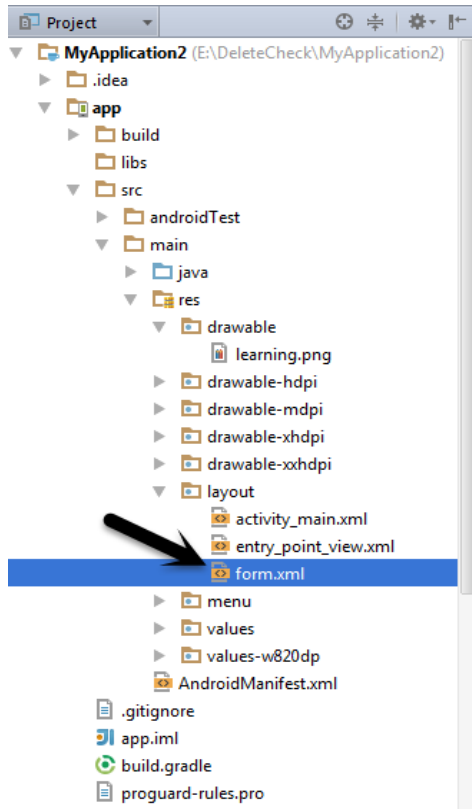 Project
MyApplication2 (E:\DeleteCheck\MyApplication2)
.idea
app
build
libs
src
androidTest
main
java
res
drawable
learning.png
drawable-hdpi
drawable-mdpi
drawable-xhdpi
drawable-xxhdpi
layout
activity_main.xml
entry_point_view.xml
form.xml
menu
values
values-w820dp
AndroidManifest.xml
.gitignore
app.iml
build.gradle
proguard-rules.pro